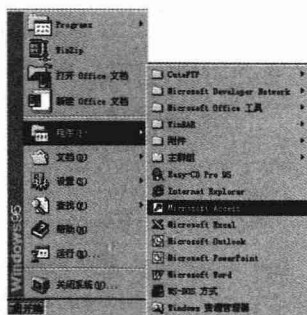 Programs
WinZip
打开 Office 文档
新建 Office 文档
程序(P)
文档(D)
设置(S)
查找(F)
帮助(H)
运行(R)...
关闭系统(U)...
Windows95
开始
CuteFTP
Microsoft Developer Network
Microsoft Office 工具
WinRAR
附件
主群组
Easy-CD Pro 95
Internet Explorer
Microsoft Access
Microsoft Excel
Microsoft Outlook
Microsoft PowerPoint
Microsoft Word
MS-DOS 方式
Windows 资源管理器